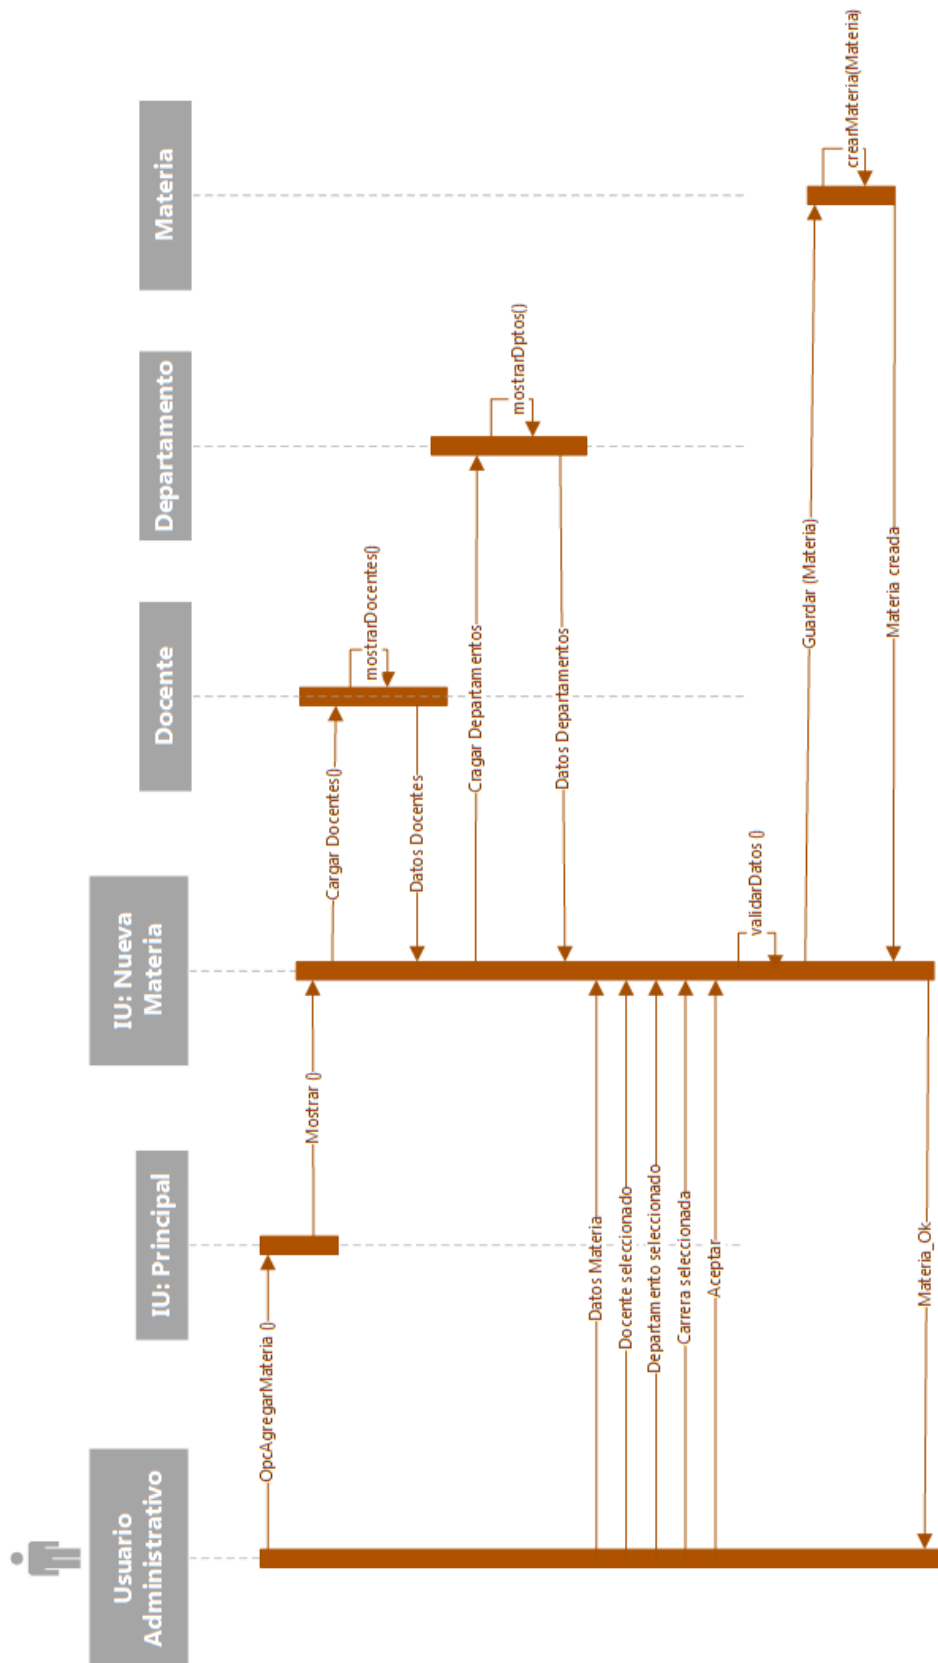 Usuario
Administrativo
IU: Principal
IU: Nueva
Materia
Docente
Departamento
Materia
OpcAgregarMateria ()
Mostrar ()
Cargar Docentes()
mostrarDocentes()
Datos Docentes
Cragar Departamentos
mostrarDptos()
Datos Departamentos
Datos Materia
Docente seleccionado
Departamento seleccionado
Carrera seleccionada
Aceptar
validarDatos ()
Guardar (Materia)
crearMateria(Materia)
Materia creada
Materia_Ok